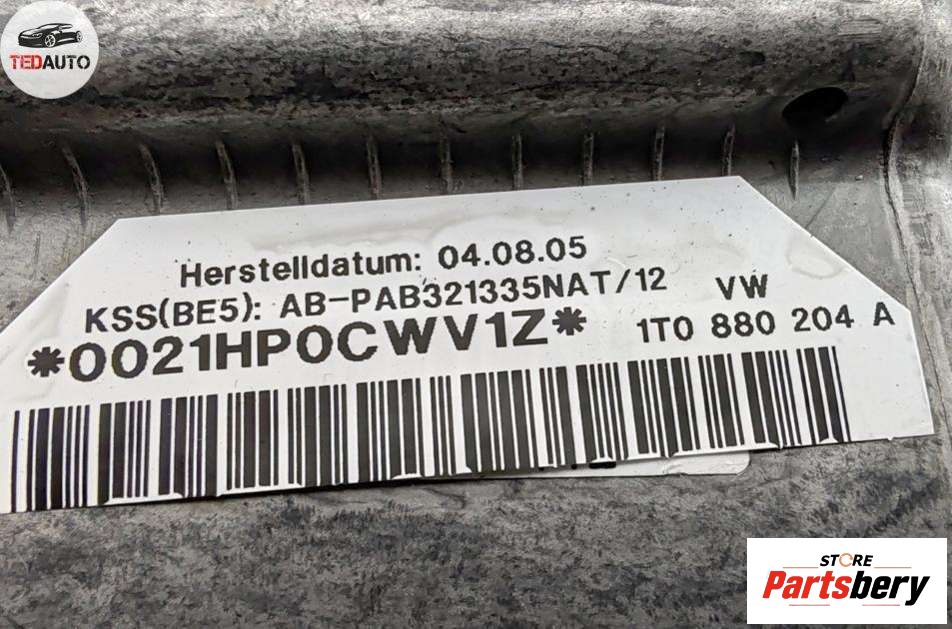 TEDAUTO
Herstelldatum: 04.08.05
KSS(BE5): AB-PAB321335NAT/12 VW
*0021HP0CWV1Z* 1T0 880 204 A
STORE
Partsbery